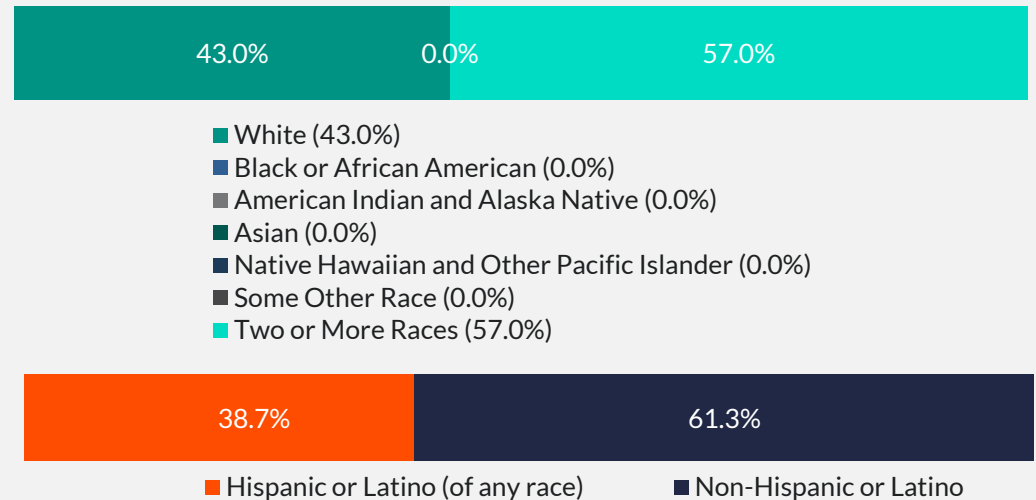 43.0% 0.0% 57.0%
White (43.0%)
Black or African American (0.0%)
American Indian and Alaska Native (0.0%)
Asian (0.0%)
Native Hawaiian and Other Pacific Islander (0.0%)
Some Other Race (0.0%)
Two or More Races (57.0%)
38.7% 61.3%
Hispanic or Latino (of any race) Non-Hispanic or Latino